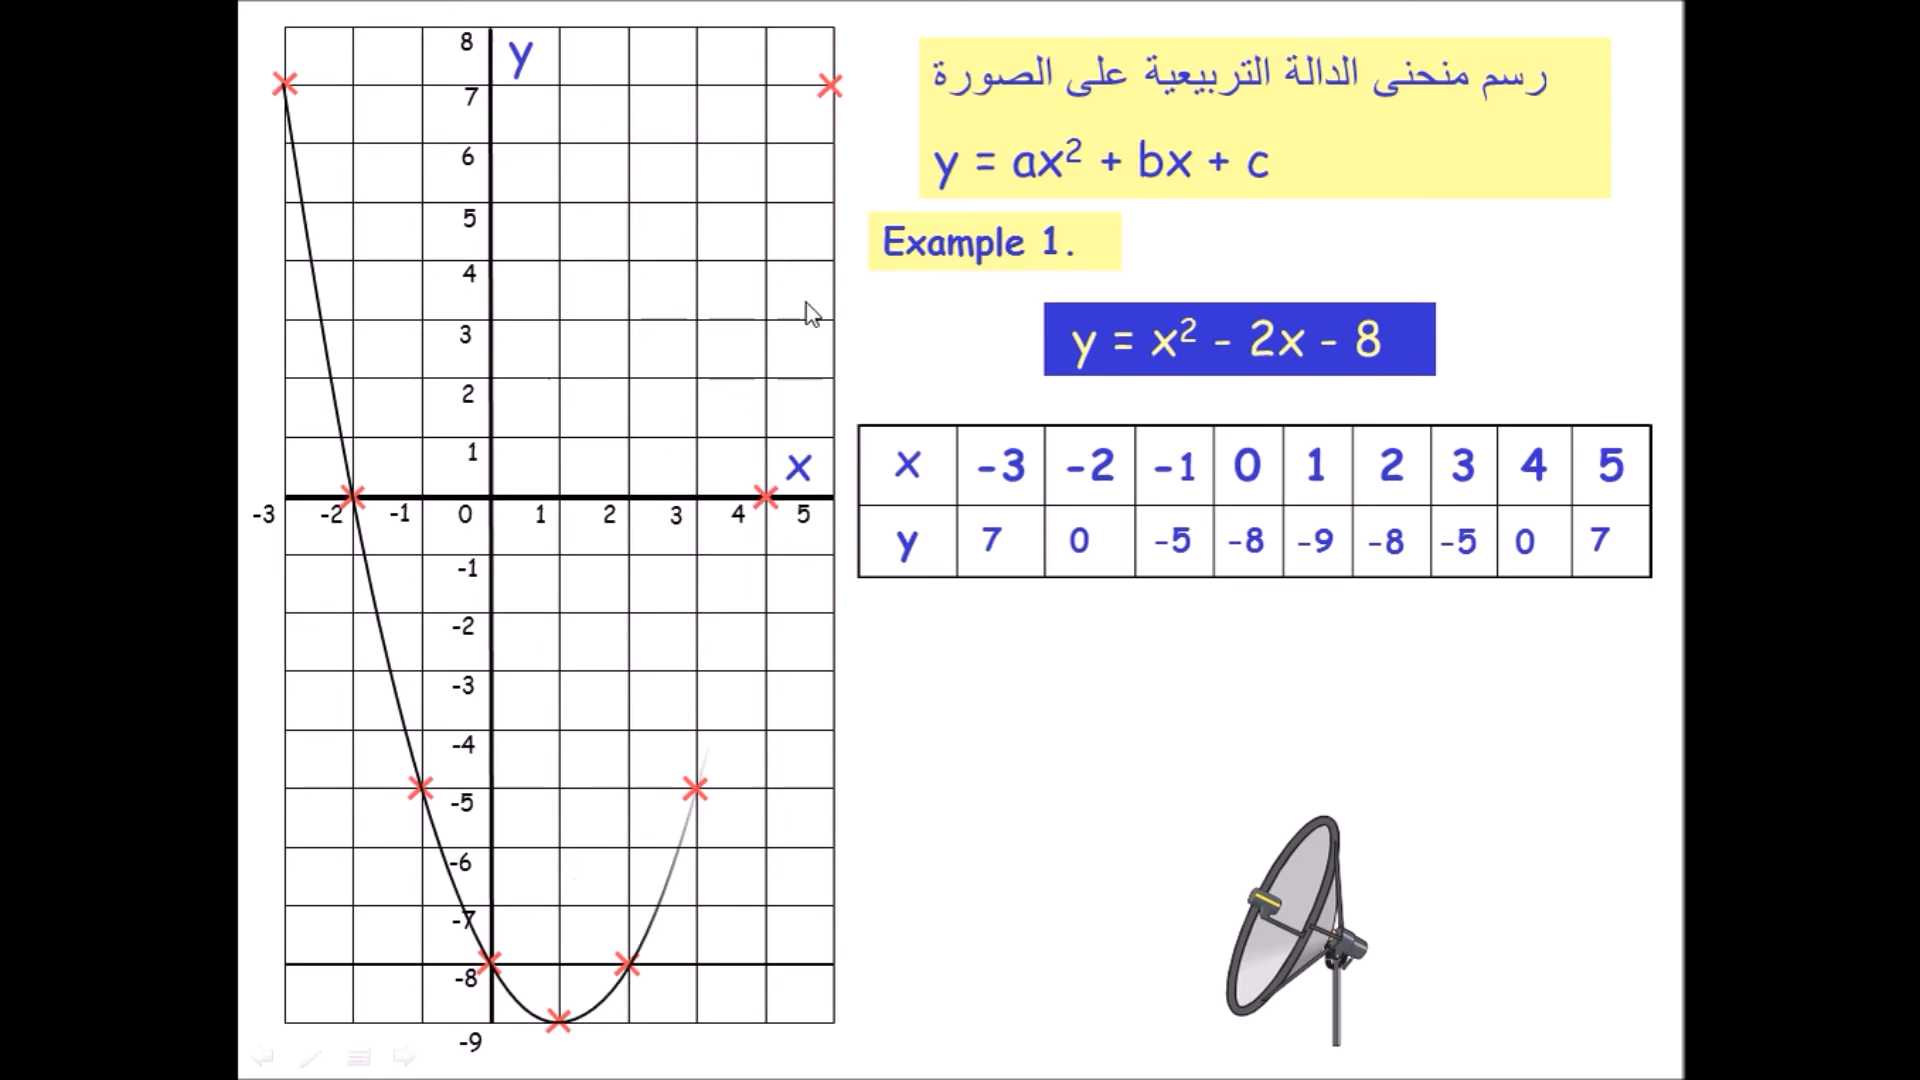 رسم منحنى الدالة التربيعية على الصورة
y = ax² + bx + c
Example 1.
y = x² - 2x - 8
x -3 -2 -1 0 1 2 3 4 5
y 7 0 -5 -8 -9 -8 -5 0 7
y
8
7
6
5
4
3
2
1
x
-3 -2 -1 0 1 2 3 4 5
-1
-2
-3
-4
-5
-6
-7
-8
-9